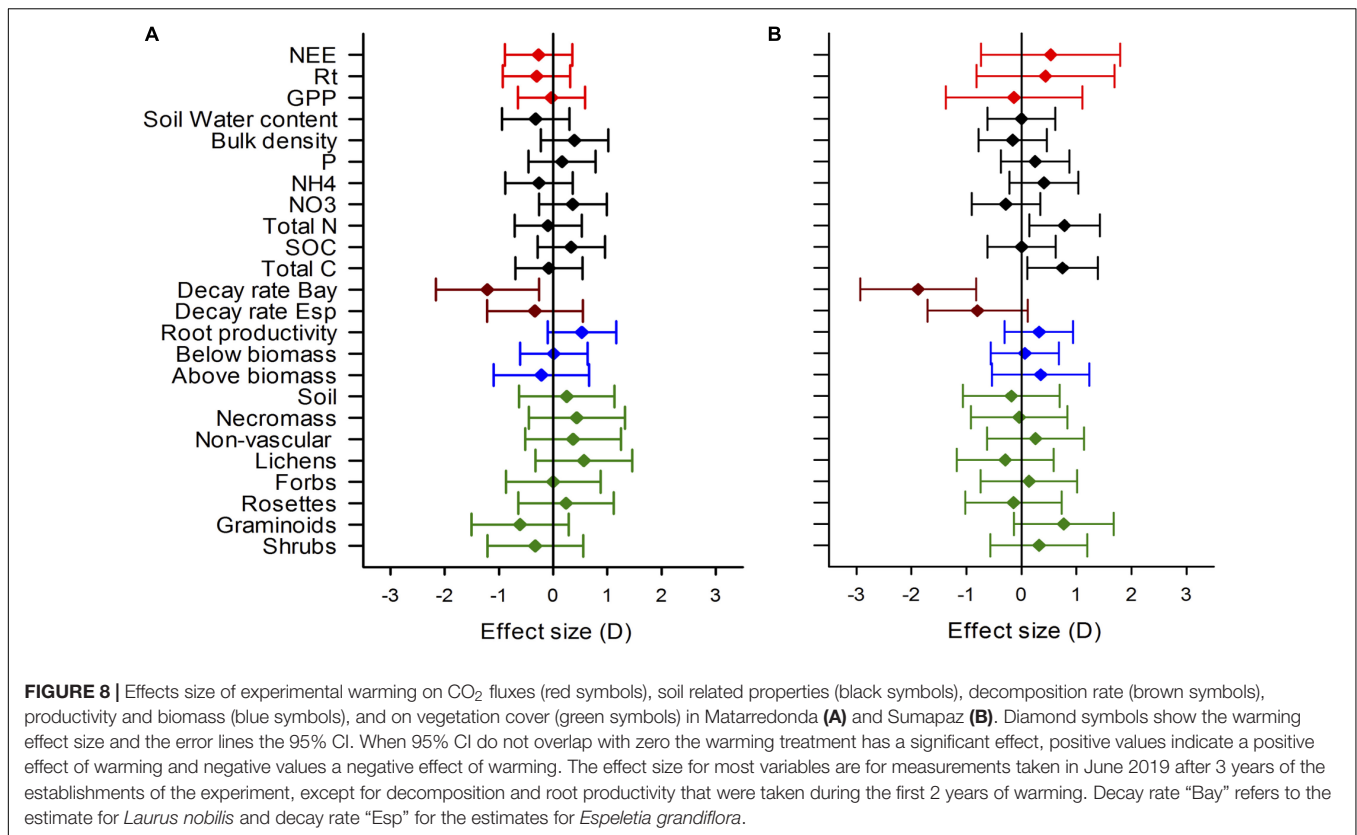 A
B
NEE
Rt
GPP
Soil Water content
Bulk density
P
NH4
NO3
Total N
SOC
Total C
Decay rate Bay
Decay rate Esp
Root productivity
Below biomass
Above biomass
Soil
Necromass
Non-vascular
Lichens
Forbs
Rosettes
Graminoids
Shrubs
-3 -2 -1 0 1 2 3
-3 -2 -1 0 1 2 3
Effect size (D)
Effect size (D)
FIGURE 8 | Effects size of experimental warming on CO₂ fluxes (red symbols), soil related properties (black symbols), decomposition rate (brown symbols),
productivity and biomass (blue symbols), and on vegetation cover (green symbols) in Matarredonda (A) and Sumapaz (B). Diamond symbols show the warming
effect size and the error lines the 95% CI. When 95% CI do not overlap with zero the warming treatment has a significant effect, positive values indicate a positive
effect of warming and negative values a negative effect of warming. The effect size for most variables are for measurements taken in June 2019 after 3 years of the
establishments of the experiment, except for decomposition and root productivity that were taken during the first 2 years of warming. Decay rate “Bay” refers to the
estimate for Laurus nobilis and decay rate “Esp” for the estimates for Espeletia grandiflora.